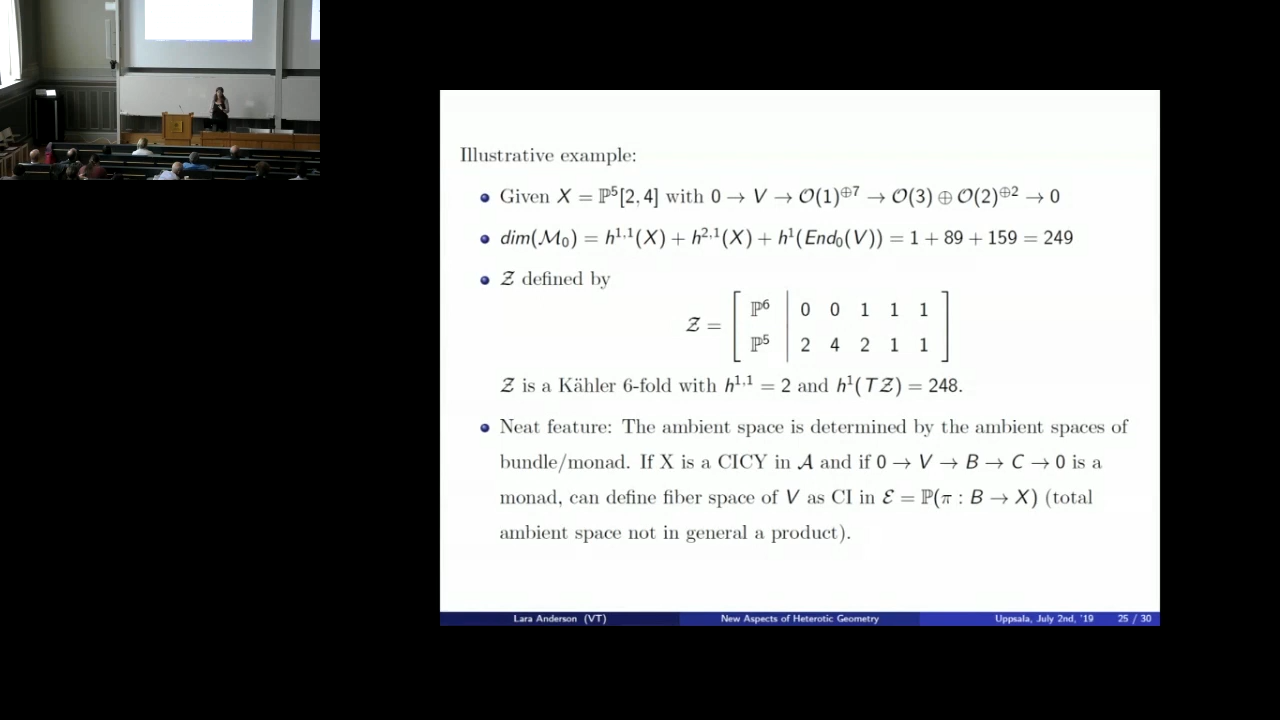 Illustrative example:
Given X = ℙ⁵[2, 4] with 0 → V → 𝒪(1)^⊕7 → 𝒪(3) ⊕ 𝒪(2)^⊕2 → 0
dim(ℳ₀) = h^1,1(X) + h^2,1(X) + h¹(End₀(V)) = 1 + 89 + 159 = 249
𝒵 defined by
ℙ⁶ | 0 0 1 1 1
𝒵 =
ℙ⁵ | 2 4 2 1 1
𝒵 is a Kähler 6-fold with h^1,1 = 2 and h¹(T𝒵) = 248.
Neat feature: The ambient space is determined by the ambient spaces of
bundle/monad. If X is a CICY in 𝒜 and if 0 → V → B → C → 0 is a
monad, can define fiber space of V as CI in ℰ = ℙ(π : B → X) (total
ambient space not in general a product).
Lara Anderson (VT) New Aspects of Heterotic Geometry Uppsala, July 2nd, '19 25 / 30